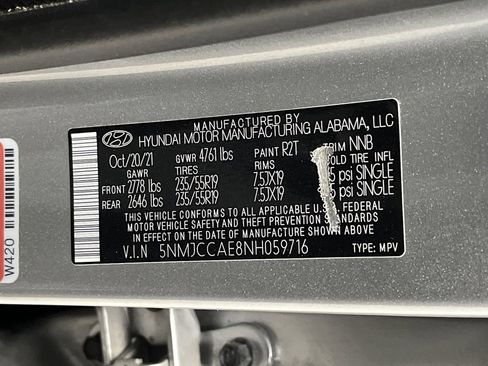 MANUFACTURED BY
HYUNDAI MOTOR MANUFACTURING ALABAMA, LLC
Oct/20/21 GVWR 4761 lbs PAINT R2T TRIM NNB
GAWR TIRES RIMS COLD TIRE INFL
FRONT 2778 lbs 235/55R19 7.5JX19 psi SINGLE
REAR 2646 lbs 235/55R19 7.5JX19 psi SINGLE
THIS VEHICLE CONFORMS TO ALL APPLICABLE U.S. FEDERAL
MOTOR VEHICLE SAFETY AND THEFT PREVENTION STANDARDS
IN EFFECT ON THE DATE OF MANUFACTURE SHOWN ABOVE.
V.I.N 5NMJCCAE8NH059716 TYPE: MPV
W420